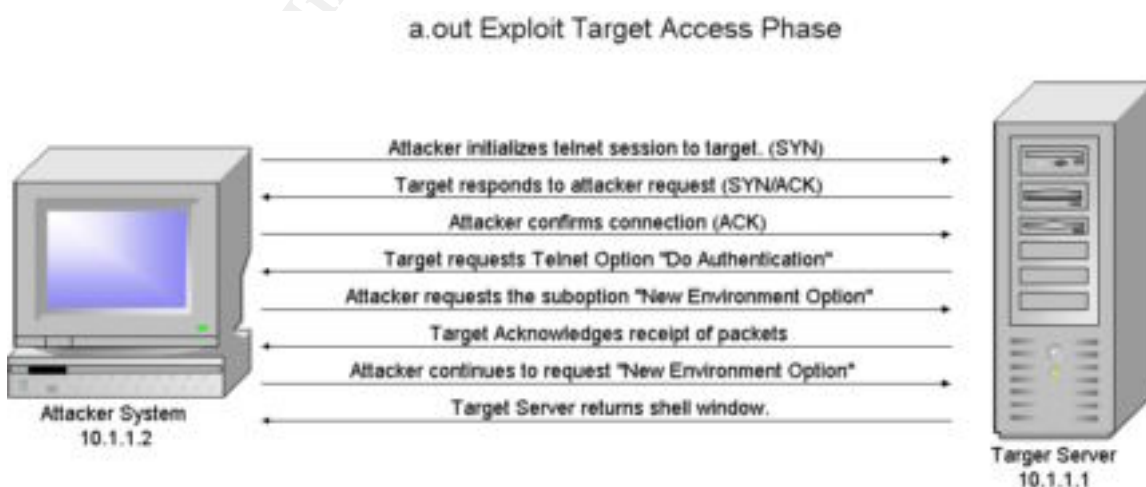 a.out Exploit Target Access Phase
Attacker initializes telnet session to target. (SYN)
Target responds to attacker request (SYN/ACK)
Attacker confirms connection (ACK)
Target requests Telnet Option "Do Authentication"
Attacker requests the suboption "New Environment Option"
Target Acknowledges receipt of packets
Attacker continues to request "New Environment Option"
Target Server returns shell window.
Attacker System
10.1.1.2
Targer Server
10.1.1.1